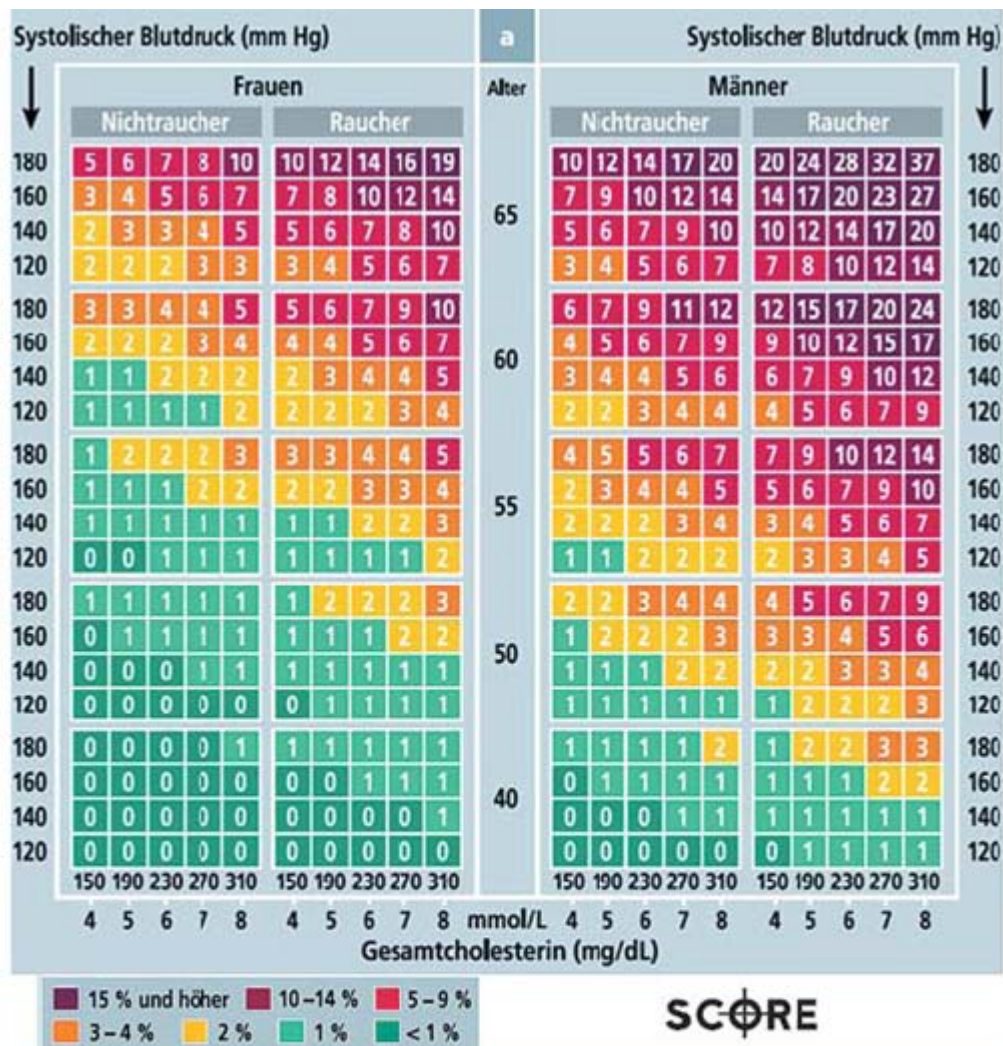 Systolischer Blutdruck (mm Hg) a Systolischer Blutdruck (mm Hg)
Frauen Alter Männer
Nichtraucher Raucher Nichtraucher Raucher
180 5 6 7 8 10 10 12 14 16 19 10 12 14 17 20 20 24 28 32 37 180
160 3 4 5 6 7 7 8 10 12 14 7 9 10 12 14 14 17 20 23 27 160
65
140 2 3 3 4 5 5 6 7 8 10 5 6 7 9 10 10 12 14 17 20 140
120 2 2 2 3 3 3 4 5 6 7 3 4 5 6 7 7 8 10 12 14 120
180 3 3 4 4 5 5 6 7 9 10 6 7 9 11 12 12 15 17 20 24 180
160 2 2 2 3 4 4 4 5 6 7 4 5 6 7 9 9 10 12 15 17 160
60
140 1 1 2 2 2 2 3 4 4 5 3 4 4 5 6 6 7 9 10 12 140
120 1 1 1 1 2 2 2 2 3 4 2 2 3 4 4 4 5 6 7 9 120
180 1 2 2 2 3 3 3 4 4 5 4 5 5 6 7 7 9 10 12 14 180
160 1 1 1 2 2 2 2 3 3 4 2 3 4 4 5 5 6 7 9 10 160
55
140 1 1 1 1 1 1 1 2 2 3 2 2 2 3 4 3 4 5 6 7 140
120 0 0 1 1 1 1 1 1 1 2 1 1 2 2 2 2 3 3 4 5 120
180 1 1 1 1 1 1 2 2 2 3 2 2 3 4 4 4 5 6 7 9 180
160 0 1 1 1 1 1 1 1 2 2 1 2 2 2 3 3 3 4 5 6 160
50
140 0 0 0 1 1 1 1 1 1 1 1 1 1 2 2 2 2 3 3 4 140
120 0 0 0 0 0 0 1 1 1 1 1 1 1 1 1 1 2 2 2 3 120
180 0 0 0 0 1 1 1 1 1 1 1 1 1 1 2 1 2 2 3 3 180
160 0 0 0 0 0 0 0 1 1 1 0 1 1 1 1 1 1 1 2 2 160
40
140 0 0 0 0 0 0 0 0 0 1 0 0 0 1 1 1 1 1 1 1 140
120 0 0 0 0 0 0 0 0 0 0 0 0 0 0 0 0 1 1 1 1 120
150 190 230 270 310 150 190 230 270 310 150 190 230 270 310 150 190 230 270 310
4 5 6 7 8 4 5 6 7 8 mmol/L 4 5 6 7 8 4 5 6 7 8
Gesamtcholesterin (mg/dL)
15 % und höher 10–14 % 5–9 %
3–4 % 2 % 1 % <1 %
SCORE